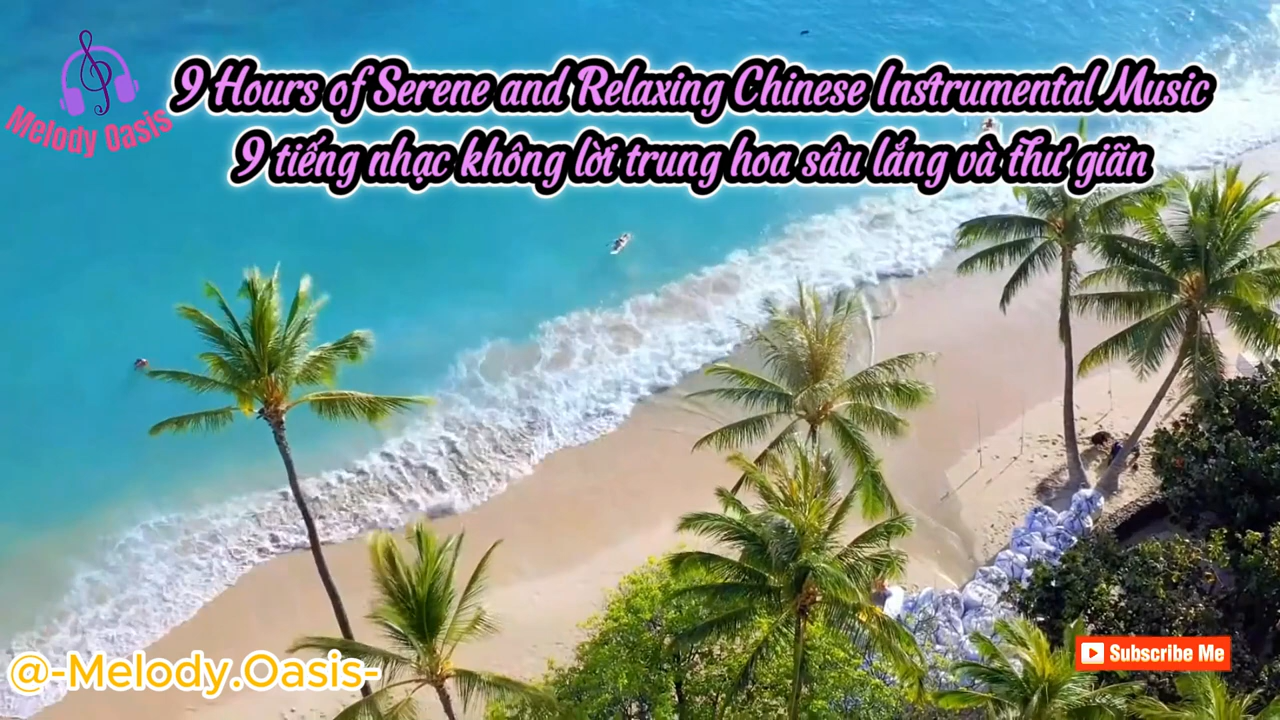 Melody Oasis
9 Hours of Serene and Relaxing Chinese Instrumental Music
9 tiếng nhạc không lời trung hoa sâu lắng và thư giãn
@-Melody.Oasis-
Subscribe Me